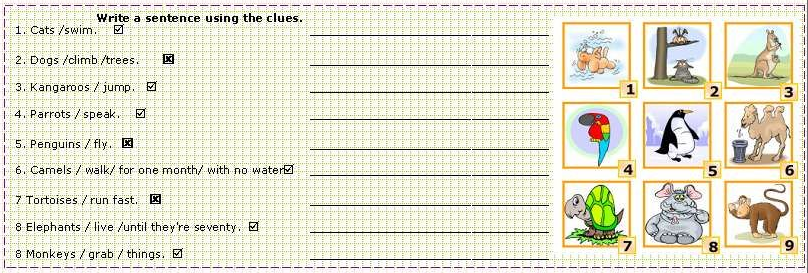 Write a sentence using the clues.
1. Cats /swim. ☑
2. Dogs /climb /trees. ☒
3. Kangaroos / jump. ☑
4. Parrots / speak. ☑
5. Penguins / fly. ☒
6. Camels / walk/ for one month/ with no water☑
7 Tortoises / run fast. ☒
8 Elephants / live /until they're seventy. ☑
8 Monkeys / grab / things. ☑
1 2 3
4 5 6
7 8 9